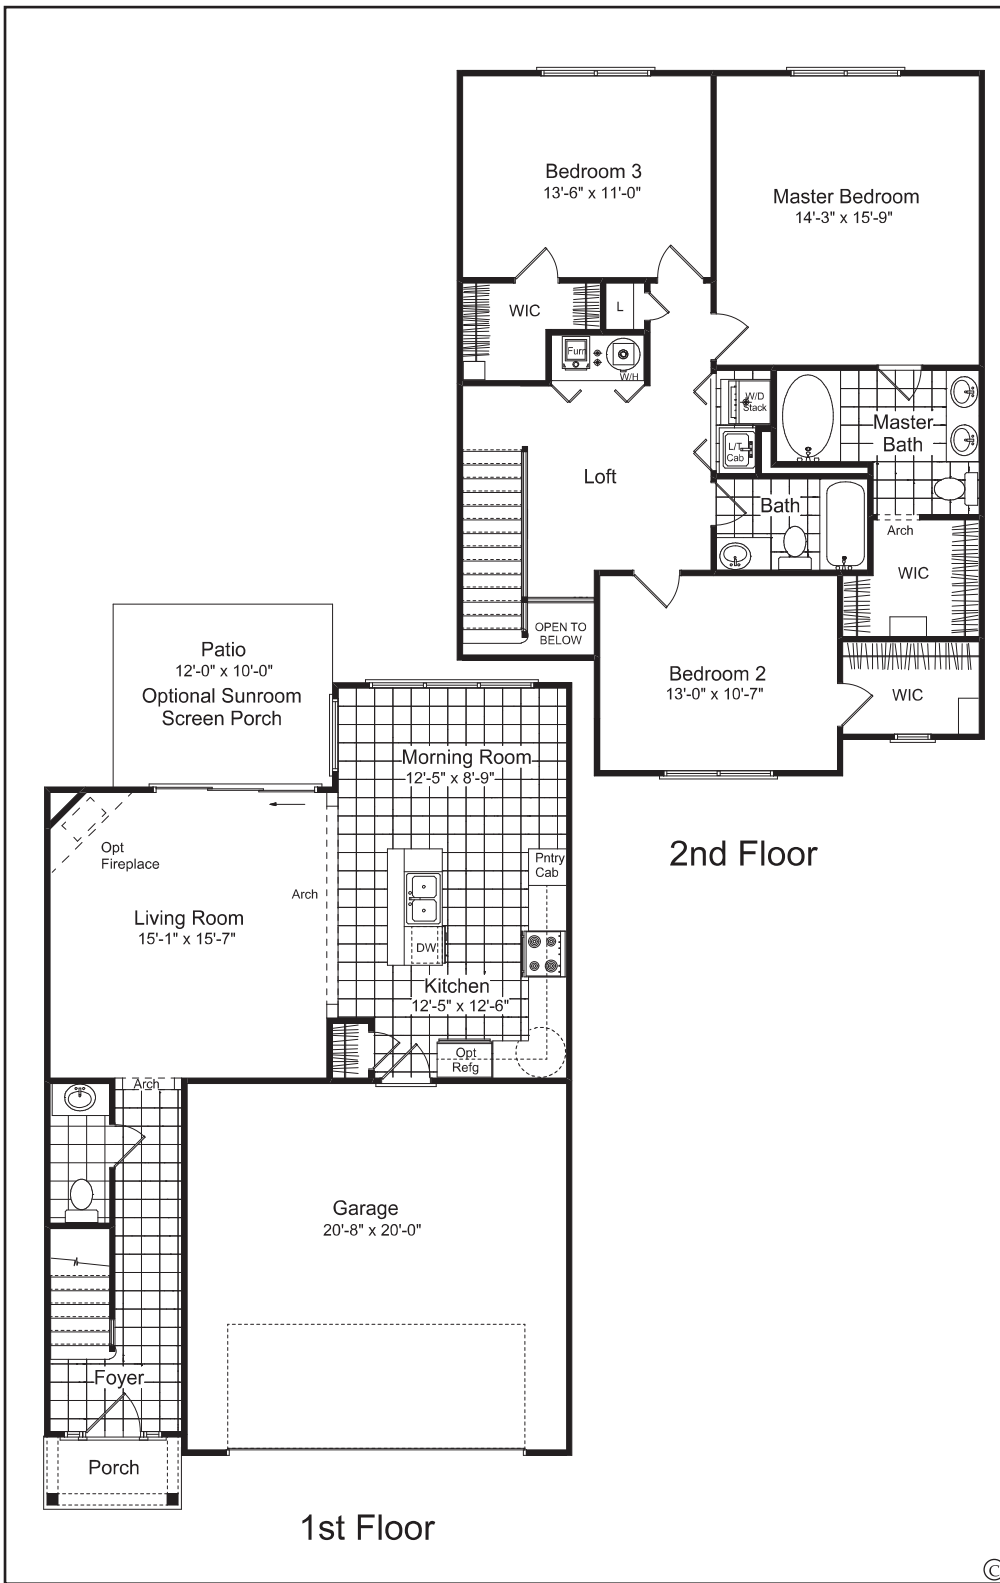 Bedroom 3
13'-6" x 11'-0"
Master Bedroom
14'-3" x 15'-9"
WIC
L
Furn
W/H
W/D
Stack
L/T
Cab
Master
Bath
Loft
Bath
Arch
WIC
OPEN TO
BELOW
Bedroom 2
13'-0" x 10'-7"
WIC
2nd Floor
Patio
12'-0" x 10'-0"
Optional Sunroom
Screen Porch
Morning Room
12'-5" x 8'-9"
Opt
Fireplace
Pntry
Cab
Arch
Living Room
15'-1" x 15'-7"
DW
Kitchen
12'-5" x 12'-6"
Opt
Refg
Arch
Garage
20'-8" x 20'-0"
Foyer
Porch
1st Floor
©